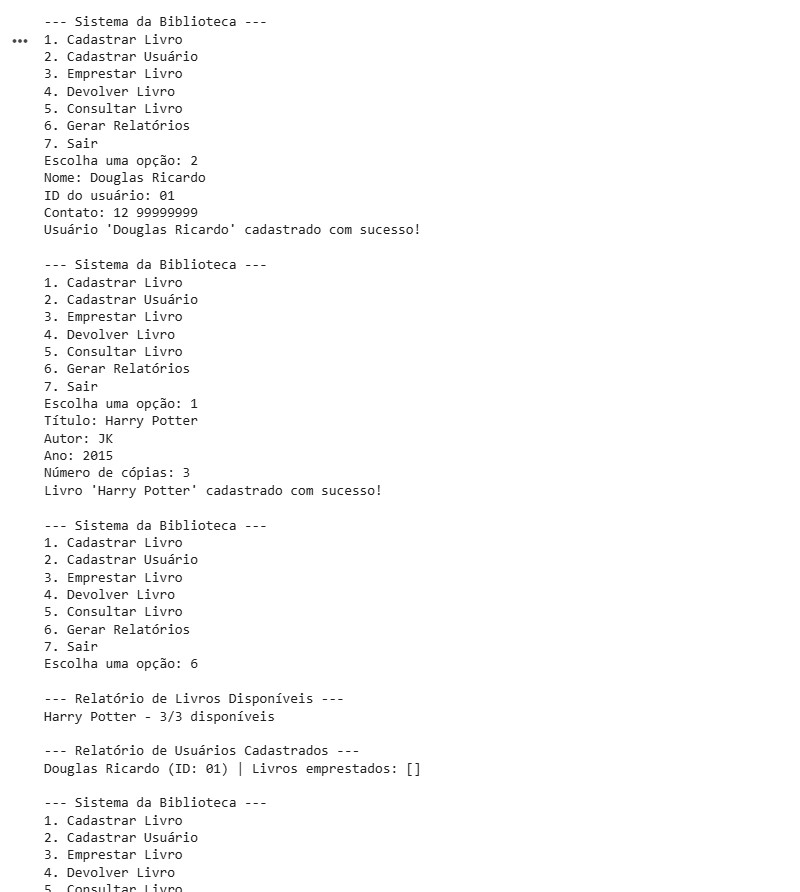 --- Sistema da Biblioteca ---
1. Cadastrar Livro
2. Cadastrar Usuário
3. Emprestar Livro
4. Devolver Livro
5. Consultar Livro
6. Gerar Relatórios
7. Sair
Escolha uma opção: 2
Nome: Douglas Ricardo
ID do usuário: 01
Contato: 12 99999999
Usuário 'Douglas Ricardo' cadastrado com sucesso!

--- Sistema da Biblioteca ---
1. Cadastrar Livro
2. Cadastrar Usuário
3. Emprestar Livro
4. Devolver Livro
5. Consultar Livro
6. Gerar Relatórios
7. Sair
Escolha uma opção: 1
Título: Harry Potter
Autor: JK
Ano: 2015
Número de cópias: 3
Livro 'Harry Potter' cadastrado com sucesso!

--- Sistema da Biblioteca ---
1. Cadastrar Livro
2. Cadastrar Usuário
3. Emprestar Livro
4. Devolver Livro
5. Consultar Livro
6. Gerar Relatórios
7. Sair
Escolha uma opção: 6

--- Relatório de Livros Disponíveis ---
Harry Potter - 3/3 disponíveis

--- Relatório de Usuários Cadastrados ---
Douglas Ricardo (ID: 01) | Livros emprestados: []

--- Sistema da Biblioteca ---
1. Cadastrar Livro
2. Cadastrar Usuário
3. Emprestar Livro
4. Devolver Livro
5. Consultar Livro